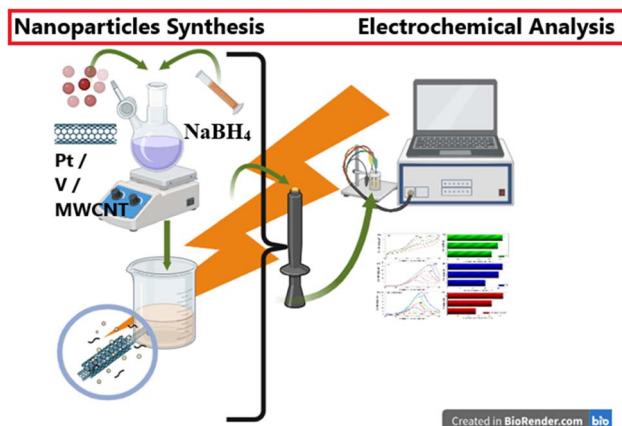 Nanoparticles Synthesis
Electrochemical Analysis
NaBH₄
Pt /
V /
MWCNT
Created in BioRender.com bio